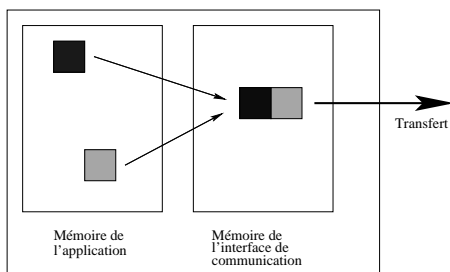 Transfert
Mémoire de
l'application
Mémoire de
l'interface de
communication